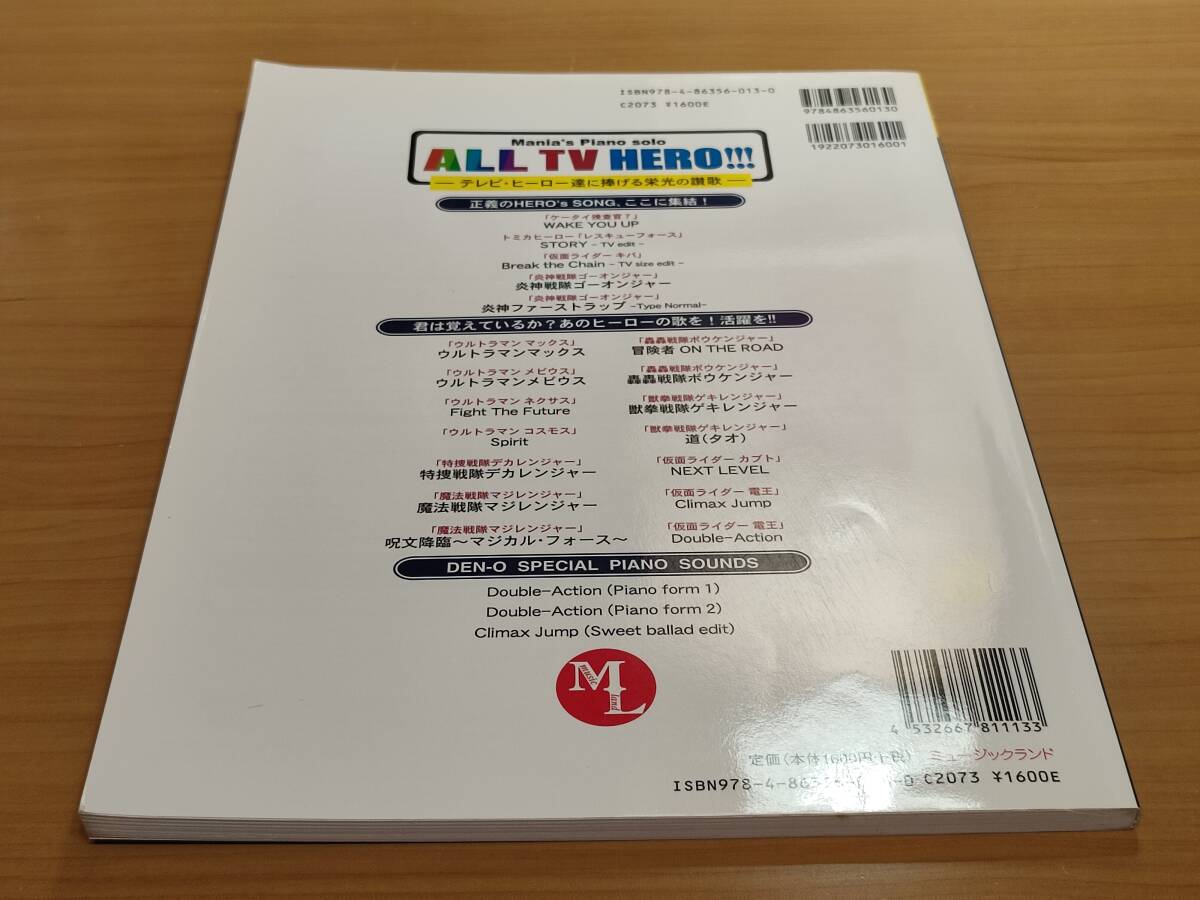 ISBN978-4-86356-013-0
C2073 ¥1600E
9784863560130
1922073016001
Mania's Piano solo
ALL TV HERO!!!
— テレビ・ヒーロー達に捧げる栄光の讃歌 —
正義のHERO's SONG、ここに集結！
「ケータイ捜査官7」
WAKE YOU UP
トミカヒーロー「レスキューフォース」
STORY - TV edit -
「仮面ライダー キバ」
Break the Chain - TV size edit -
「炎神戦隊ゴーオンジャー」
炎神戦隊ゴーオンジャー
「炎神戦隊ゴーオンジャー」
炎神ファーストラップ -Type Normal-
君は覚えているか？あのヒーローの歌を！活躍を!!
「ウルトラマン マックス」
ウルトラマンマックス
「ウルトラマン メビウス」
ウルトラマンメビウス
「ウルトラマン ネクサス」
Fight The Future
「ウルトラマン コスモス」
Spirit
「特捜戦隊デカレンジャー」
特捜戦隊デカレンジャー
「魔法戦隊マジレンジャー」
魔法戦隊マジレンジャー
「魔法戦隊マジレンジャー」
呪文降臨～マジカル・フォース～
「轟轟戦隊ボウケンジャー」
冒険者 ON THE ROAD
「轟轟戦隊ボウケンジャー」
轟轟戦隊ボウケンジャー
「獣拳戦隊ゲキレンジャー」
獣拳戦隊ゲキレンジャー
「獣拳戦隊ゲキレンジャー」
道（タオ）
「仮面ライダー カブト」
NEXT LEVEL
「仮面ライダー 電王」
Climax Jump
「仮面ライダー 電王」
Double-Action
DEN-O SPECIAL PIANO SOUNDS
Double-Action (Piano form 1)
Double-Action (Piano form 2)
Climax Jump (Sweet ballad edit)
music
land
ML
4 532667 811133
定価（本体1600円+税） ミュージックランド
ISBN978-4-86356- -0 C2073 ¥1600E